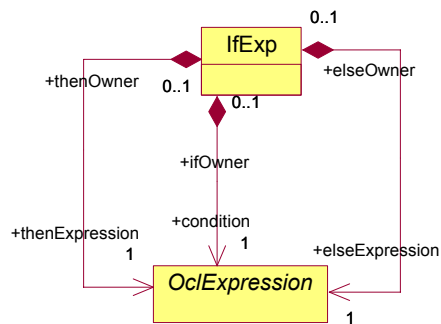 0..1
IfExp
+thenOwner
+elseOwner
0..1
0..1
+ifOwner
+condition
+thenExpression
1
1
+elseExpression
OclExpression
1